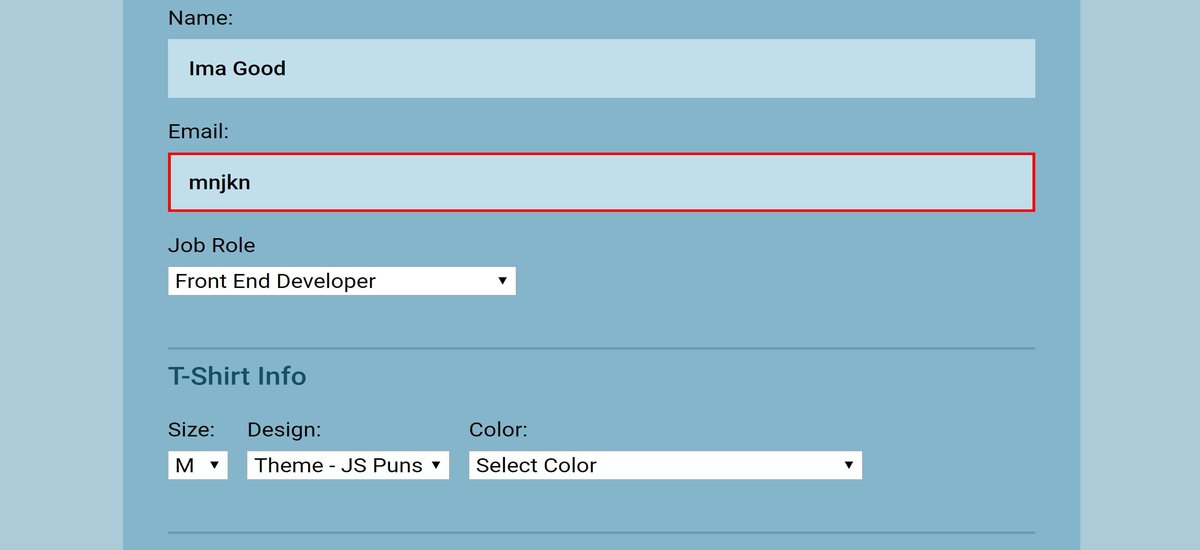 Name:
Ima Good
Email:
mnjkn
Job Role
Front End Developer
T-Shirt Info
Size: Design: Color:
M Theme - JS Puns Select Color